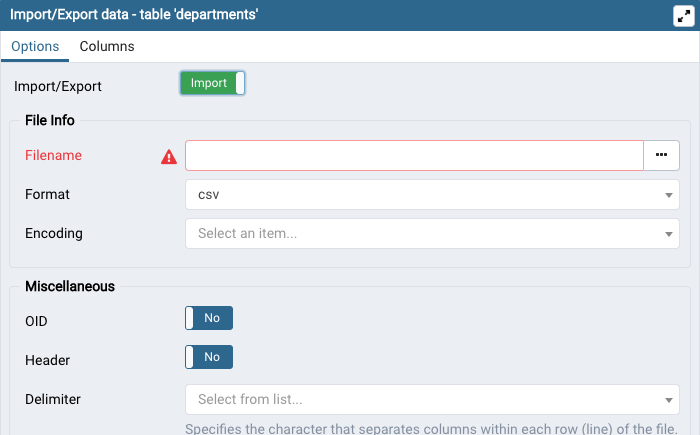 Import/Export data - table 'departments'
Options Columns
Import/Export Import
File Info
Filename ...
Format csv
Encoding Select an item...
Miscellaneous
OID No
Header No
Delimiter Select from list...
Specifies the character that separates columns within each row (line) of the file.